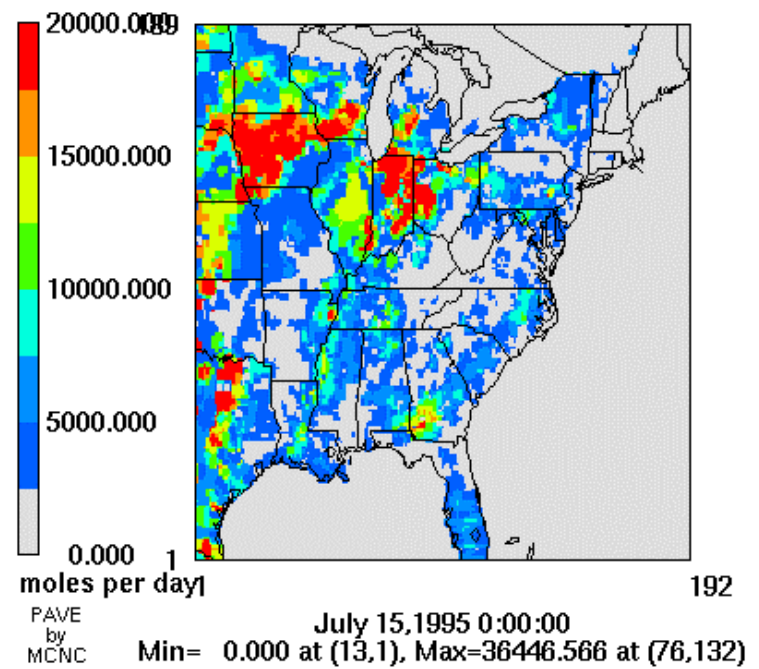 20000.000
189
15000.000
10000.000
5000.000
0.000
1
moles per day
1
192
PAVE
by
MCNC
July 15,1995 0:00:00
Min= 0.000 at (13,1), Max=36446.566 at (76,132)